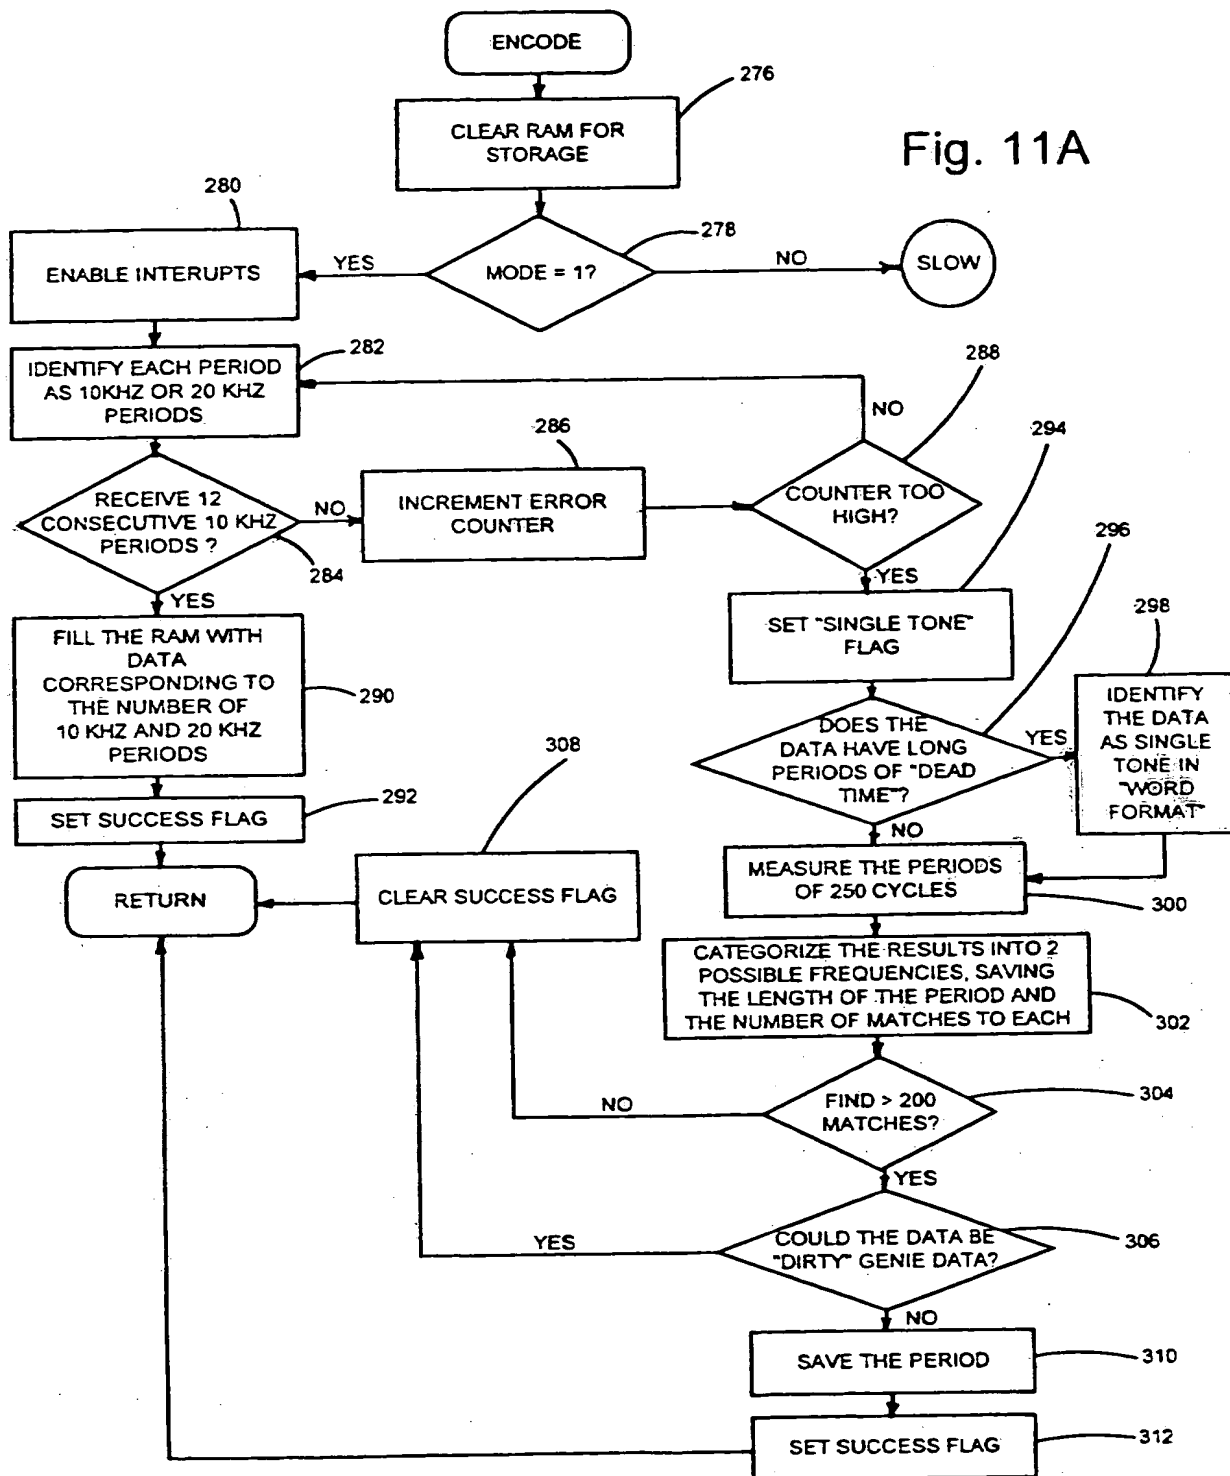 ENCODE
276
CLEAR RAM FOR
STORAGE
Fig. 11A
280
278
ENABLE INTERUPTS
YES
MODE = 1?
NO
SLOW
282
IDENTIFY EACH PERIOD
AS 10KHZ OR 20 KHZ
PERIODS
288
NO
294
286
RECEIVE 12
CONSECUTIVE 10 KHZ
PERIODS ?
NO
INCREMENT ERROR
COUNTER
COUNTER TOO
HIGH?
296
284
YES
YES
298
FILL THE RAM WITH
DATA
CORRESPONDING TO
THE NUMBER OF
10 KHZ AND 20 KHZ
PERIODS
290
SET "SINGLE TONE"
FLAG
IDENTIFY
THE DATA
AS SINGLE
TONE IN
"WORD
FORMAT"
DOES THE
DATA HAVE LONG
PERIODS OF "DEAD
TIME"?
YES
308
292
SET SUCCESS FLAG
NO
MEASURE THE PERIODS
OF 250 CYCLES
300
RETURN
CLEAR SUCCESS FLAG
CATEGORIZE THE RESULTS INTO 2
POSSIBLE FREQUENCIES, SAVING
THE LENGTH OF THE PERIOD AND
THE NUMBER OF MATCHES TO EACH
302
304
NO
FIND > 200
MATCHES?
YES
306
YES
COULD THE DATA BE
"DIRTY" GENIE DATA?
NO
SAVE THE PERIOD
310
SET SUCCESS FLAG
312